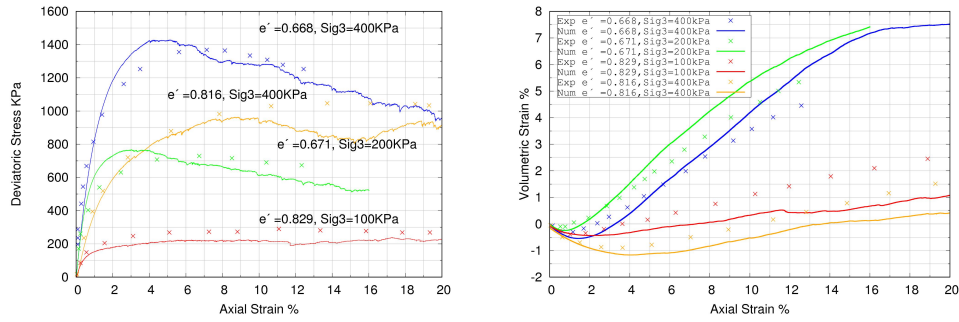 1600
1400
1200
1000
800
600
400
200
0
0 2 4 6 8 10 12 14 16 18 20
Deviatoric Stress KPa
Axial Strain %
e´ =0.668, Sig3=400KPa
e´ =0.816, Sig3=400KPa
e´ =0.671, Sig3=200KPa
e´ =0.829, Sig3=100KPa
8
7
6
5
4
3
2
1
0
-1
-2
0 2 4 6 8 10 12 14 16 18 20
Volumetric Strain %
Axial Strain %
Exp e´ =0.668,Sig3=400kPa
Num e´ =0.668,Sig3=400kPa
Exp e´ =0.671,Sig3=200kPa
Num e´ =0.671,Sig3=200kPa
Exp e´ =0.829,Sig3=100kPa
Num e´ =0.829,Sig3=100kPa
Exp e´ =0.816,Sig3=400kPa
Num e´ =0.816,Sig3=400kPa